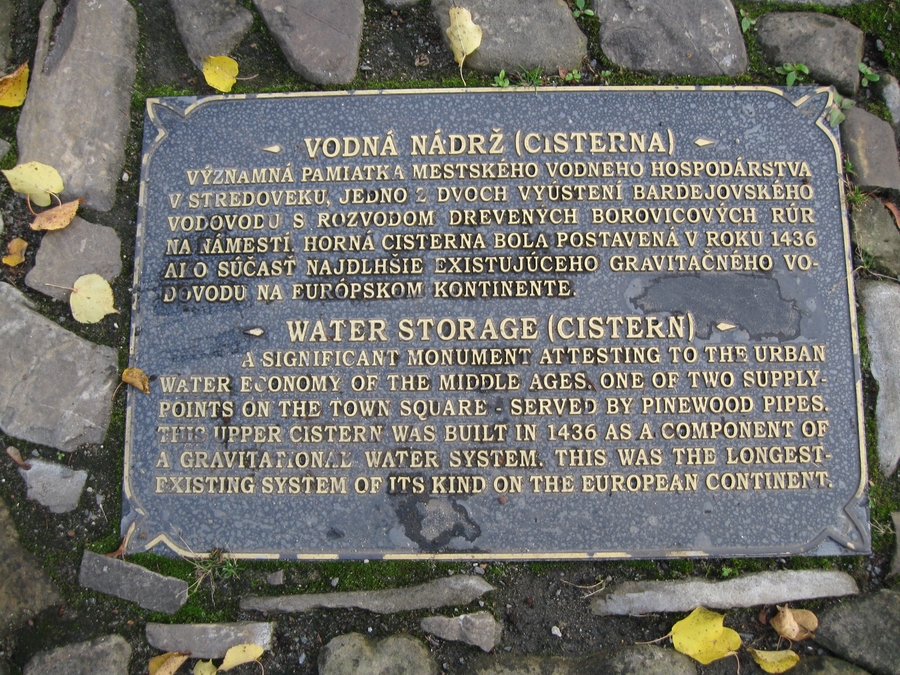 VODNÁ NÁDRŽ (CISTERNA)
VÝZNAMNÁ PAMIATKA MESTSKÉHO VODNEHO HOSPODÁRSTVA
V STREDOVEKU, JEDNO Z DVOCH VYÚSTENÍ BARDEJOVSKÉHO
VODOVODU S ROZVODOM DREVENÝCH BOROVICOVÝCH RÚR
NA NÁMESTÍ. HORNÁ CISTERNA BOLA POSTAVENÁ V ROKU 1436
AKO SÚČASŤ NAJDLHŠIE EXISTUJÚCEHO GRAVITAČNÉHO VO-
DOVODU NA EURÓPSKOM KONTINENTE.
WATER STORAGE (CISTERN)
A SIGNIFICANT MONUMENT ATTESTING TO THE URBAN
WATER ECONOMY OF THE MIDDLE AGES. ONE OF TWO SUPPLY-
POINTS ON THE TOWN SQUARE - SERVED BY PINEWOOD PIPES.
THIS UPPER CISTERN WAS BUILT IN 1436 AS A COMPONENT OF
A GRAVITATIONAL WATER SYSTEM. THIS WAS THE LONGEST-
EXISTING SYSTEM OF ITS KIND ON THE EUROPEAN CONTINENT.